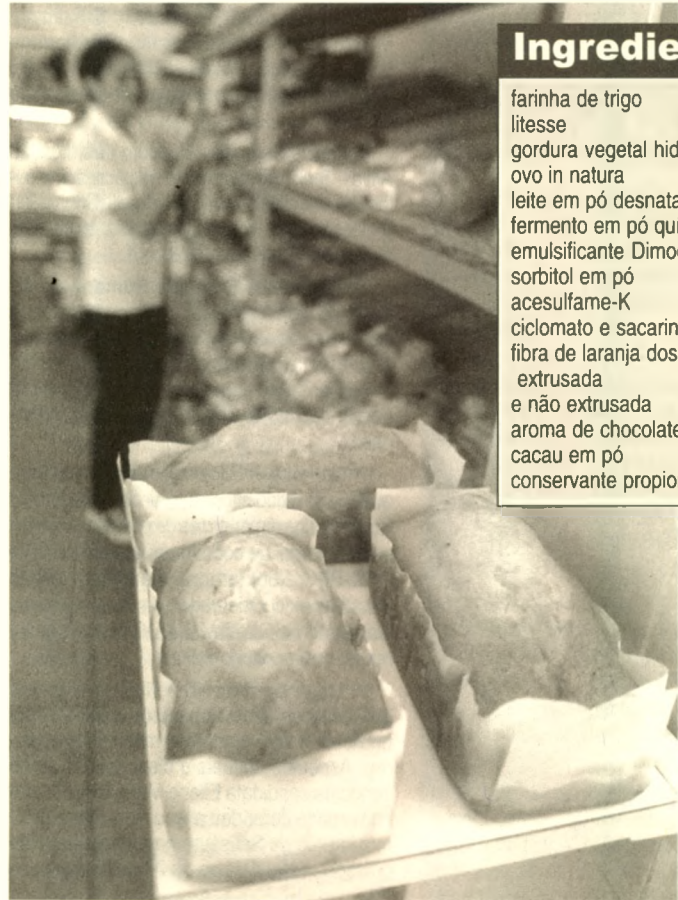 Ingredie
farinha de trigo
litesse
gordura vegetal hid
ovo in natura
leite em pó desnata
fermento em pó quí
emulsificante Dimo
sorbitol em pó
acesulfame-K
ciclomato e sacarin
fibra de laranja dos
extrusada
e não extrusada
aroma de chocolate
cacau em pó
conservante propio